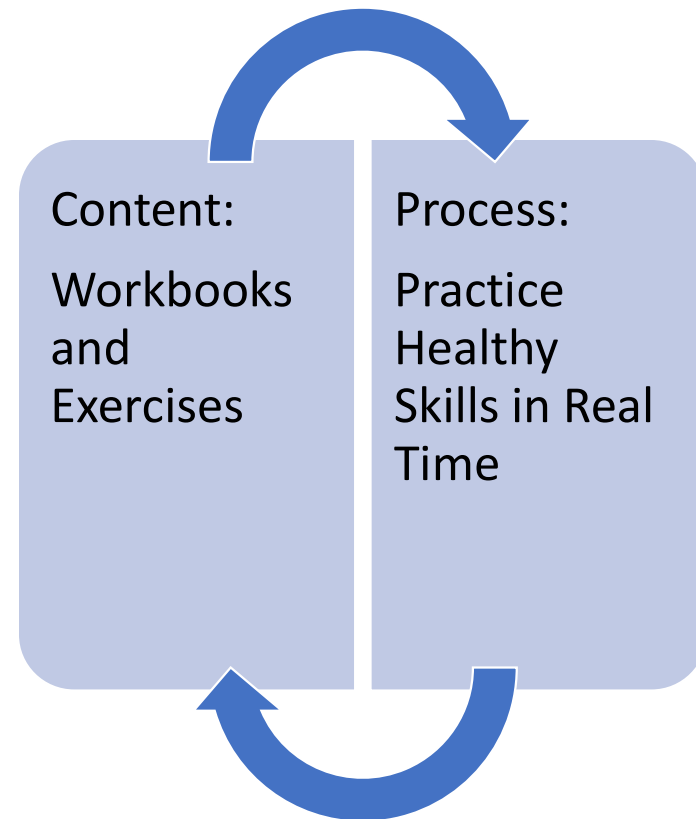 Content:
Workbooks
and
Exercises
Process:
Practice
Healthy
Skills in Real
Time